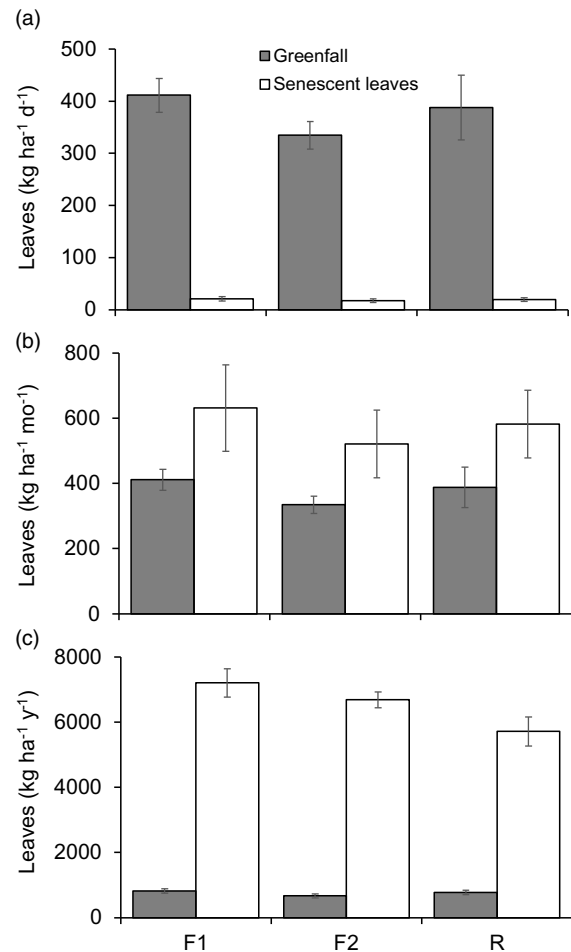 (a)
500
400
300
200
100
0
Leaves (kg ha⁻¹ d⁻¹)
Greenfall
Senescent leaves
(b)
800
600
400
200
0
Leaves (kg ha⁻¹ mo⁻¹)
(c)
8000
6000
4000
2000
0
Leaves (kg ha⁻¹ y⁻¹)
F1 F2 R